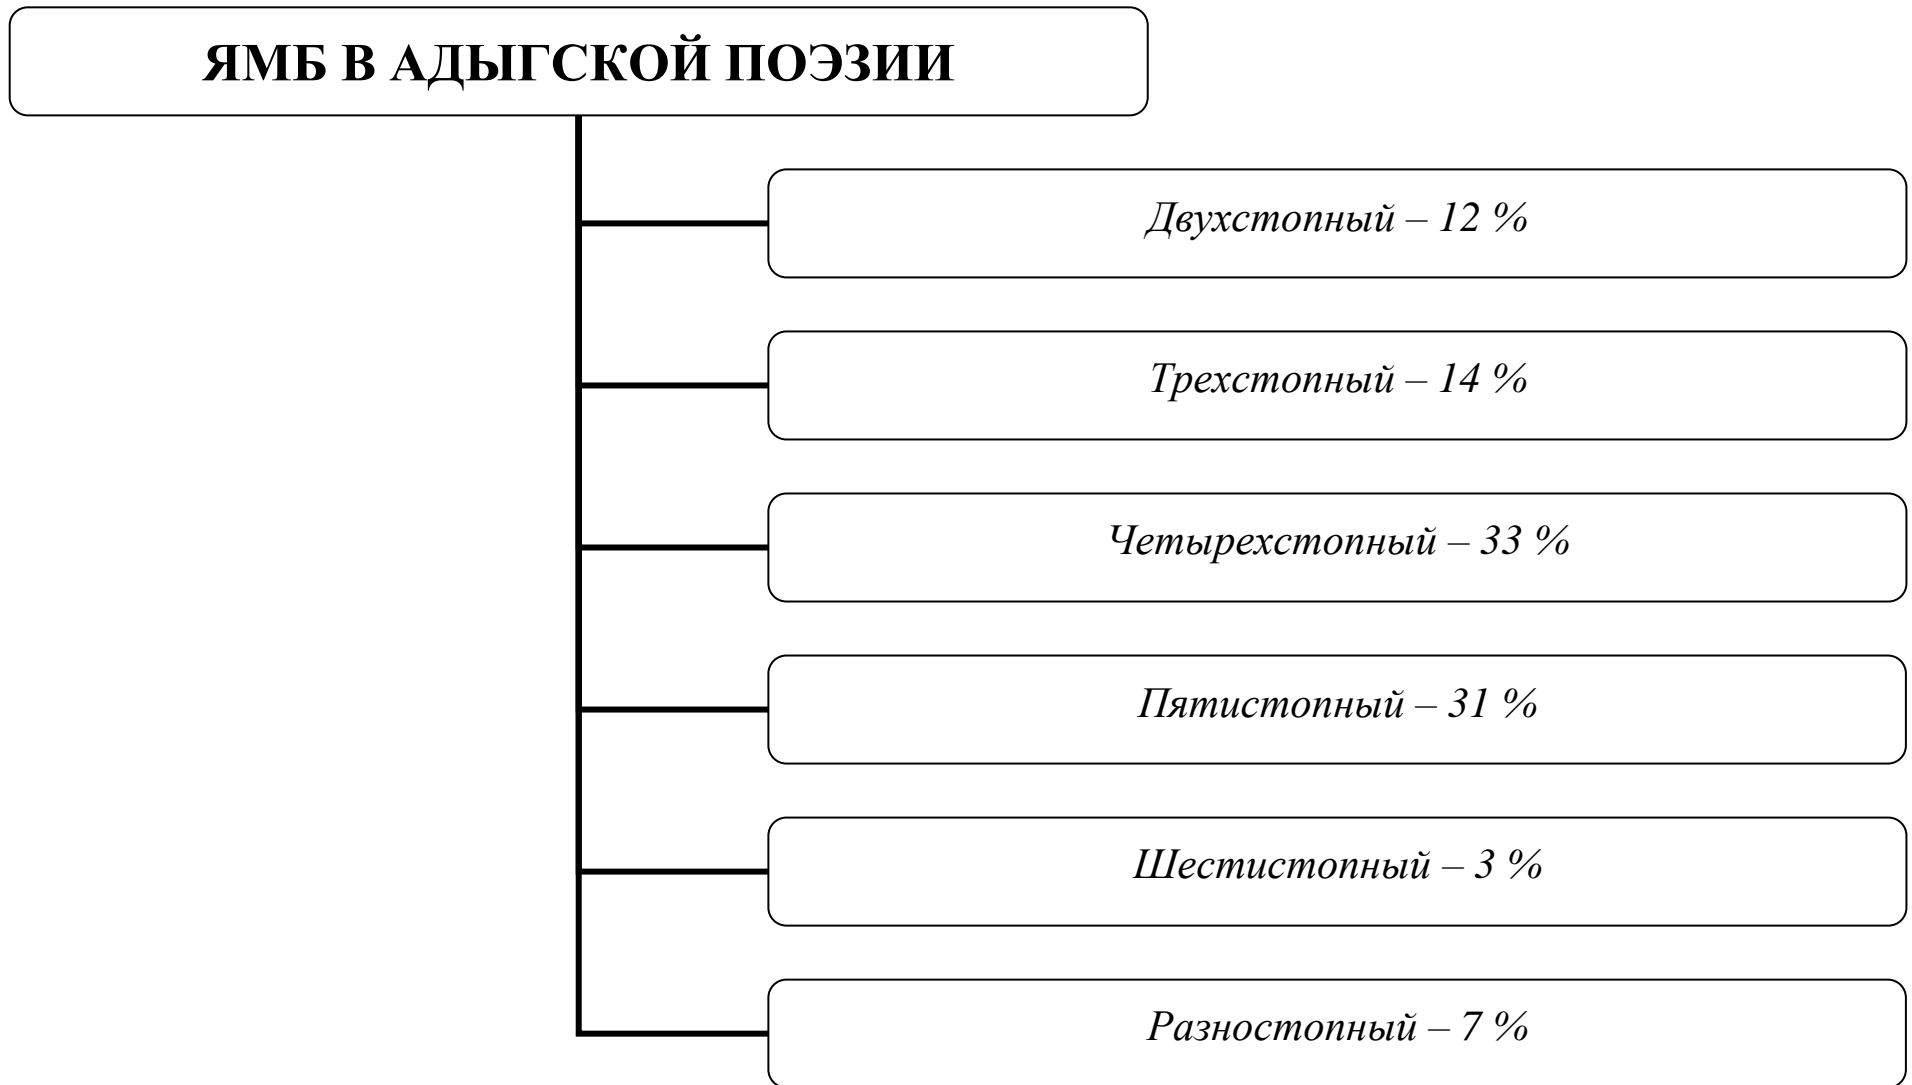 ЯМБ В АДЫГСКОЙ ПОЭЗИИ
Двухстопный – 12 %
Трехстопный – 14 %
Четырехстопный – 33 %
Пятистопный – 31 %
Шестистопный – 3 %
Разностопный – 7 %